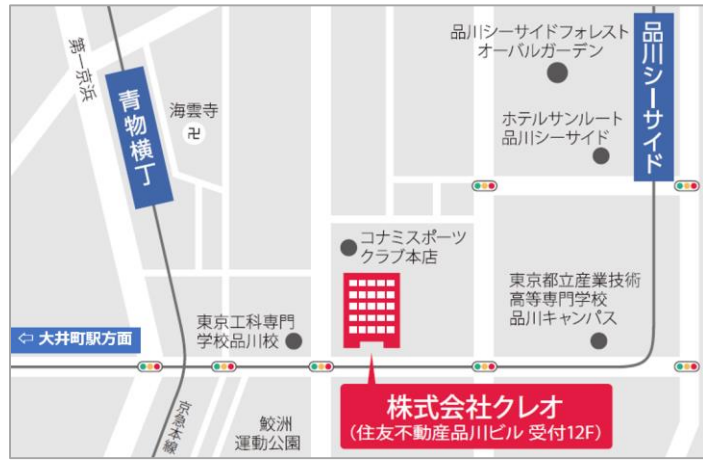 品川シーサイドフォレスト
オーバルガーデン
品川シーサイド
第一京浜
青物横丁
海雲寺
卍
ホテルサンルート
品川シーサイド
コナミスポーツ
クラブ本店
東京都立産業技術
高等専門学校
品川キャンパス
東京工科専門
学校品川校
⇦ 大井町駅方面
株式会社クレオ
(住友不動産品川ビル 受付12F)
京急本線
鮫洲
運動公園